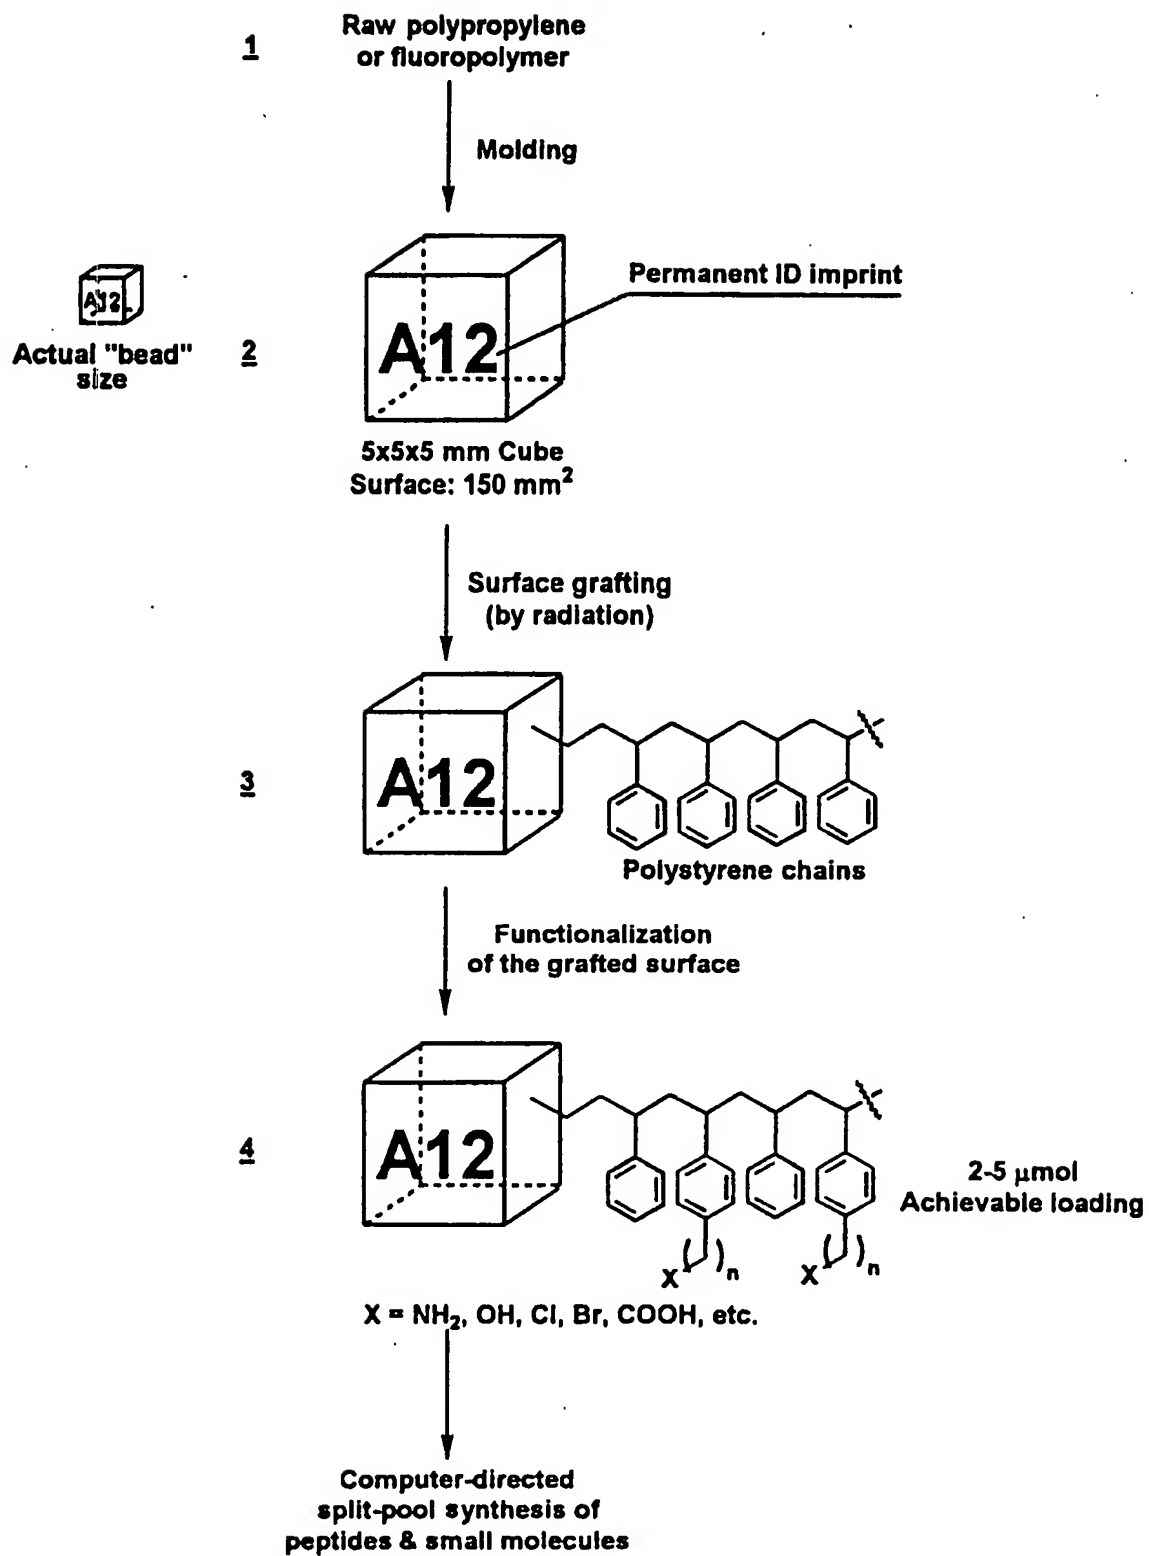 1
Raw polypropylene
or fluoropolymer
Molding
Permanent ID imprint
A12
Actual "bead"
size
2
A12
5x5x5 mm Cube
Surface: 150 mm²
Surface grafting
(by radiation)
3
A12
Polystyrene chains
Functionalization
of the grafted surface
4
A12
2-5 μmol
Achievable loading
X ( ) n
X ( ) n
X = NH₂, OH, Cl, Br, COOH, etc.
Computer-directed
split-pool synthesis of
peptides & small molecules